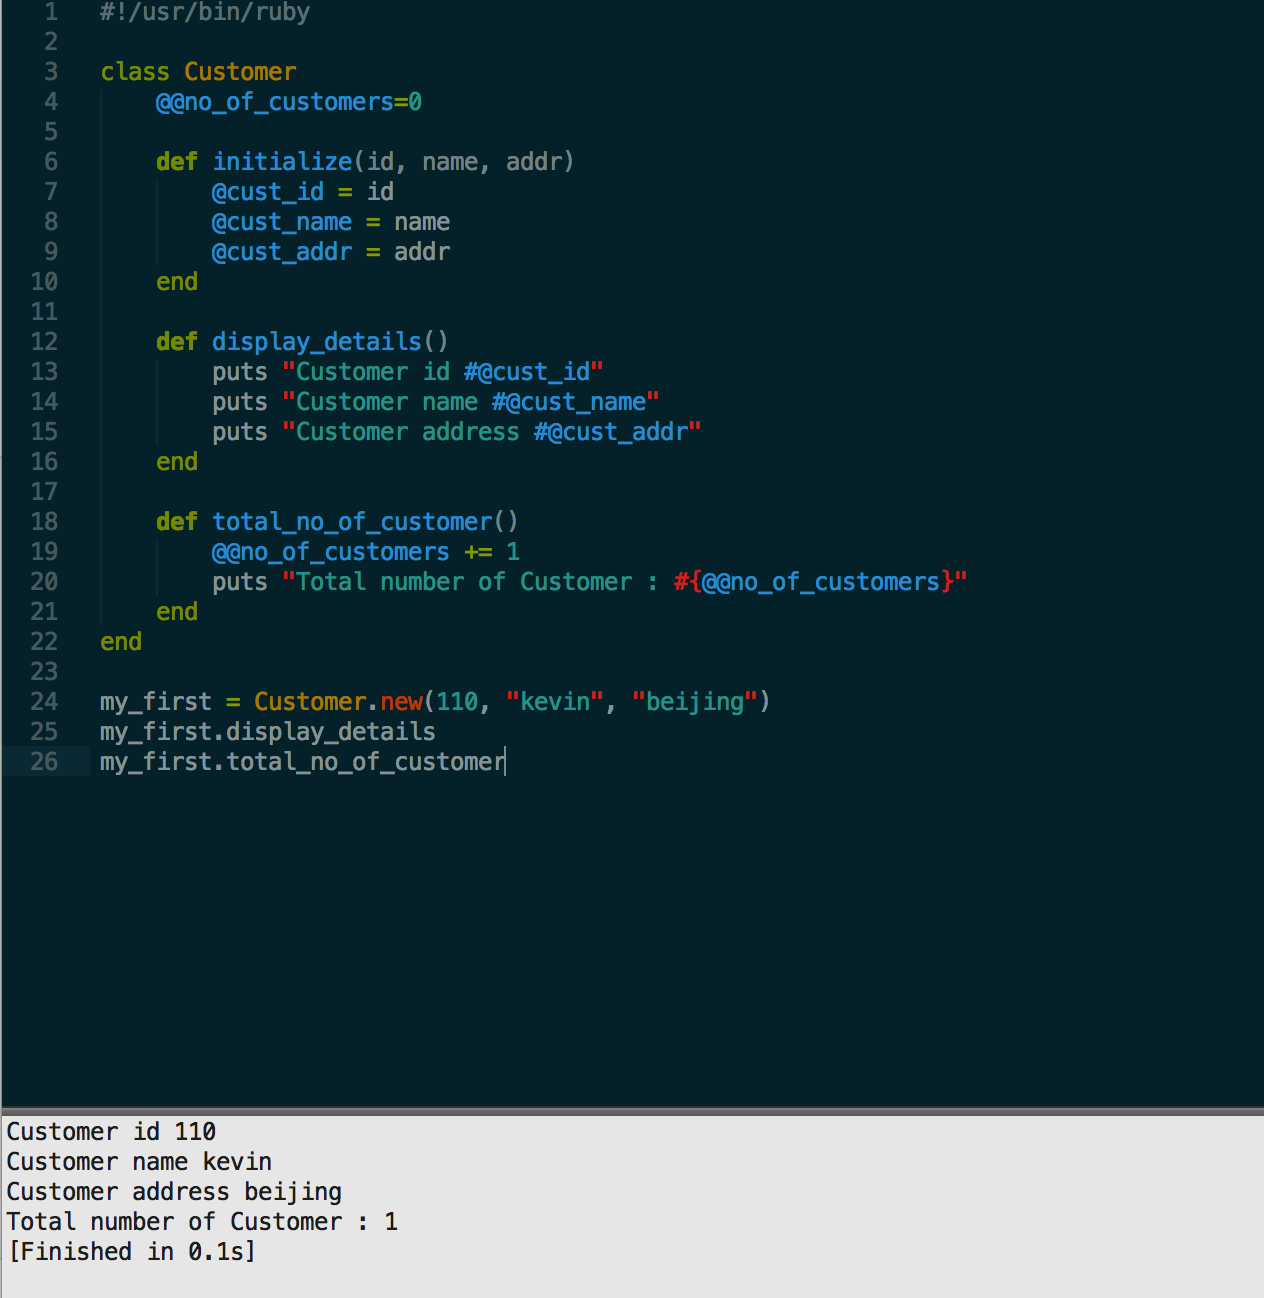 1 #!/usr/bin/ruby
2
3 class Customer
4     @@no_of_customers=0
5
6     def initialize(id, name, addr)
7         @cust_id = id
8         @cust_name = name
9         @cust_addr = addr
10     end
11
12     def display_details()
13         puts "Customer id #@cust_id"
14         puts "Customer name #@cust_name"
15         puts "Customer address #@cust_addr"
16     end
17
18     def total_no_of_customer()
19         @@no_of_customers += 1
20         puts "Total number of Customer : #{@@no_of_customers}"
21     end
22 end
23
24 my_first = Customer.new(110, "kevin", "beijing")
25 my_first.display_details
26 my_first.total_no_of_customer
Customer id 110
Customer name kevin
Customer address beijing
Total number of Customer : 1
[Finished in 0.1s]